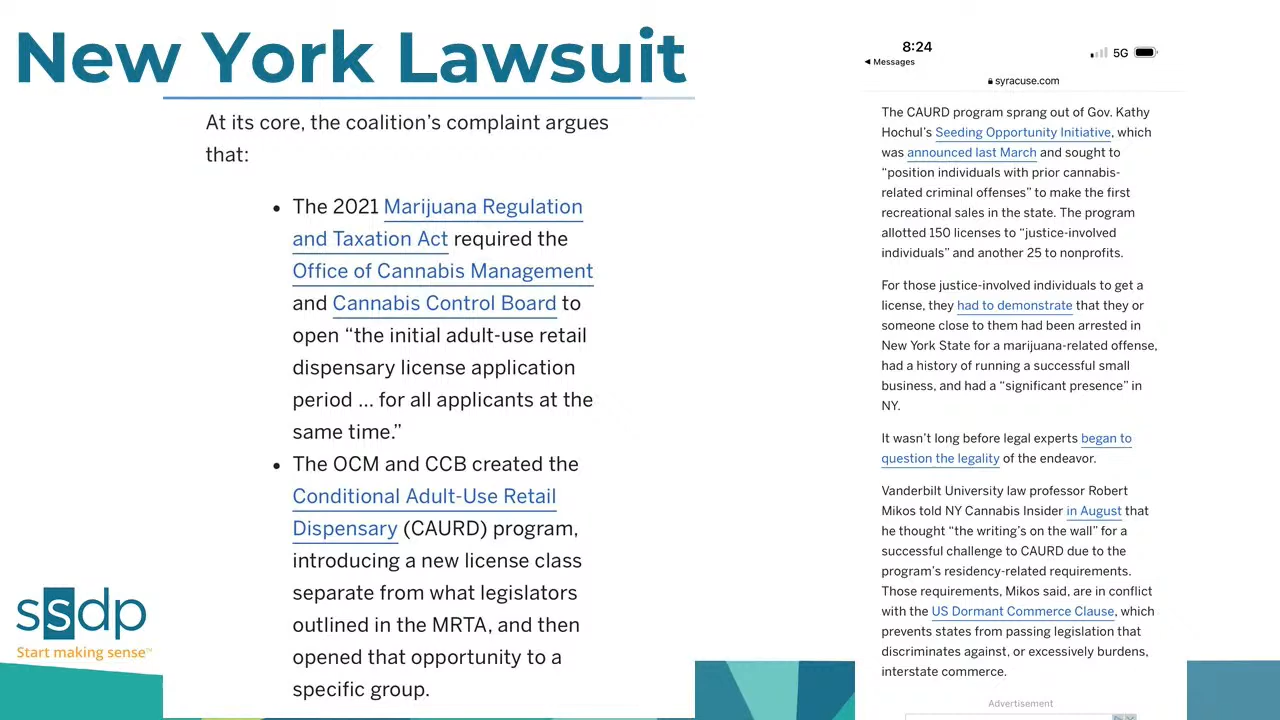 New York Lawsuit
At its core, the coalition’s complaint argues
that:
• The 2021 Marijuana Regulation
and Taxation Act required the
Office of Cannabis Management
and Cannabis Control Board to
open “the initial adult-use retail
dispensary license application
period ... for all applicants at the
same time.”
• The OCM and CCB created the
Conditional Adult-Use Retail
Dispensary (CAURD) program,
introducing a new license class
separate from what legislators
outlined in the MRTA, and then
opened that opportunity to a
specific group.
ssdp
Start making sense™
8:24
5G
◀ Messages
syracuse.com
The CAURD program sprang out of Gov. Kathy
Hochul’s Seeding Opportunity Initiative, which
was announced last March and sought to
“position individuals with prior cannabis-
related criminal offenses” to make the first
recreational sales in the state. The program
allotted 150 licenses to “justice-involved
individuals” and another 25 to nonprofits.
For those justice-involved individuals to get a
license, they had to demonstrate that they or
someone close to them had been arrested in
New York State for a marijuana-related offense,
had a history of running a successful small
business, and had a “significant presence” in
NY.
It wasn’t long before legal experts began to
question the legality of the endeavor.
Vanderbilt University law professor Robert
Mikos told NY Cannabis Insider in August that
he thought “the writing’s on the wall” for a
successful challenge to CAURD due to the
program’s residency-related requirements.
Those requirements, Mikos said, are in conflict
with the US Dormant Commerce Clause, which
prevents states from passing legislation that
discriminates against, or excessively burdens,
interstate commerce.
Advertisement